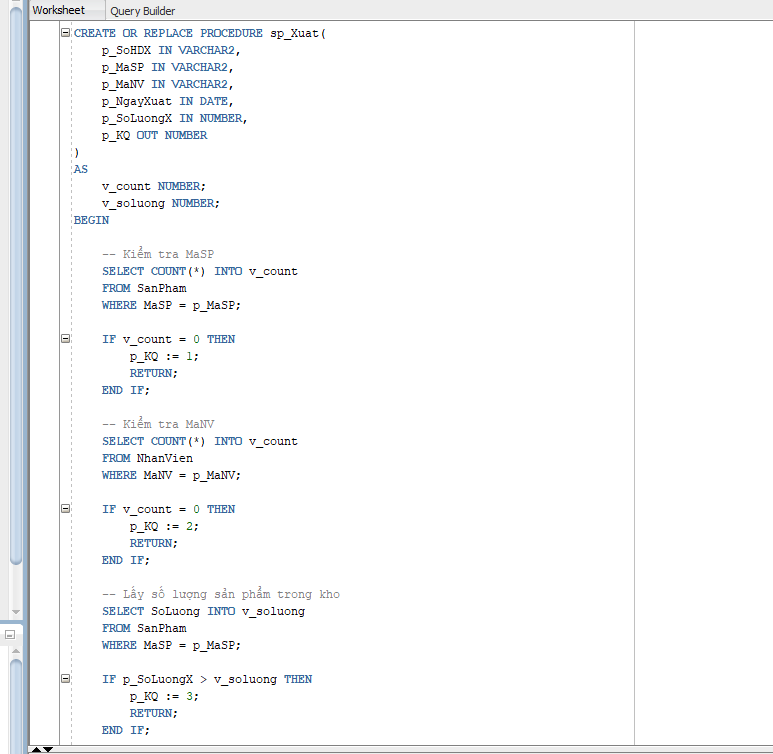 Worksheet Query Builder
CREATE OR REPLACE PROCEDURE sp_Xuat(
    p_SoHDX IN VARCHAR2,
    p_MaSP IN VARCHAR2,
    p_MaNV IN VARCHAR2,
    p_NgayXuat IN DATE,
    p_SoLuongX IN NUMBER,
    p_KQ OUT NUMBER
)
AS
    v_count NUMBER;
    v_soluong NUMBER;
BEGIN
    -- Kiểm tra MaSP
    SELECT COUNT(*) INTO v_count
    FROM SanPham
    WHERE MaSP = p_MaSP;
    IF v_count = 0 THEN
        p_KQ := 1;
        RETURN;
    END IF;
    -- Kiểm tra MaNV
    SELECT COUNT(*) INTO v_count
    FROM NhanVien
    WHERE MaNV = p_MaNV;
    IF v_count = 0 THEN
        p_KQ := 2;
        RETURN;
    END IF;
    -- Lấy số lượng sản phẩm trong kho
    SELECT SoLuong INTO v_soluong
    FROM SanPham
    WHERE MaSP = p_MaSP;
    IF p_SoLuongX > v_soluong THEN
        p_KQ := 3;
        RETURN;
    END IF;